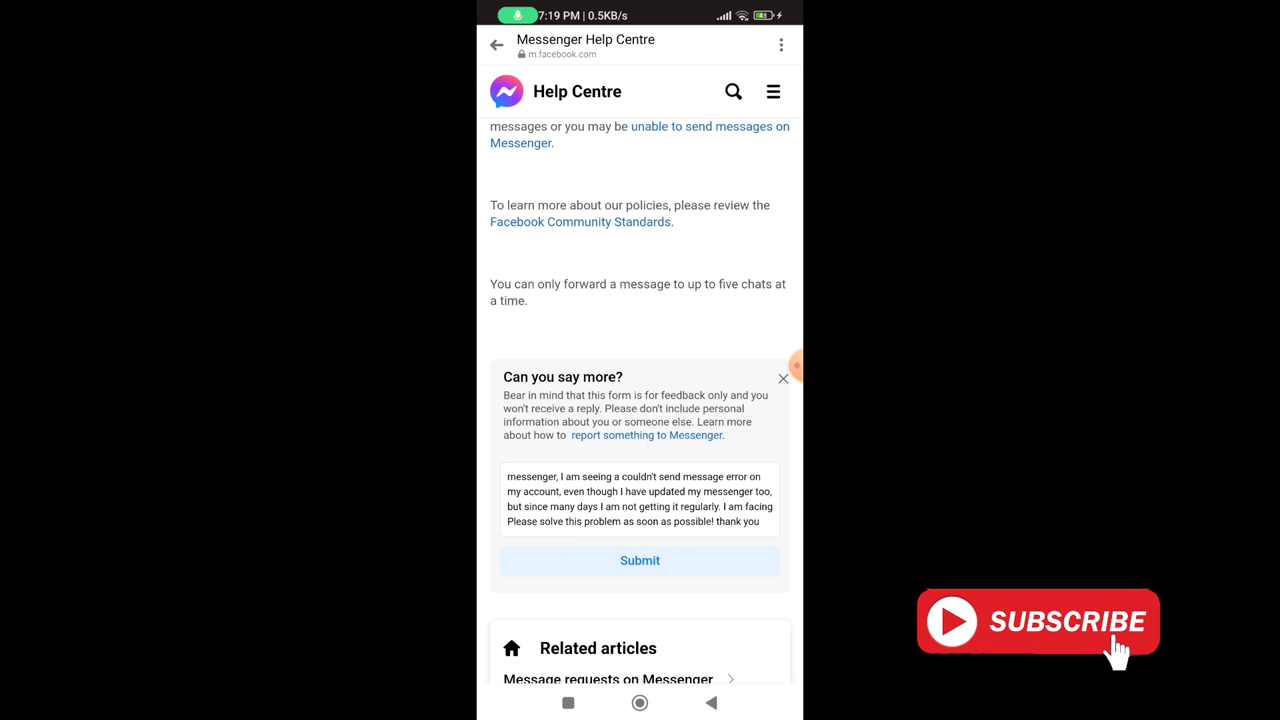 7:19 PM | 0.5KB/s
48
Messenger Help Centre
m.facebook.com
Help Centre
messages or you may be unable to send messages on
Messenger.
To learn more about our policies, please review the
Facebook Community Standards.
You can only forward a message to up to five chats at
a time.
Can you say more?
Bear in mind that this form is for feedback only and you
won't receive a reply. Please don't include personal
information about you or someone else. Learn more
about how to report something to Messenger.
messenger, I am seeing a couldn't send message error on
my account, even though I have updated my messenger too,
but since many days I am not getting it regularly. I am facing
Please solve this problem as soon as possible! thank you
Submit
SUBSCRIBE
Related articles
Message requests on Messenger